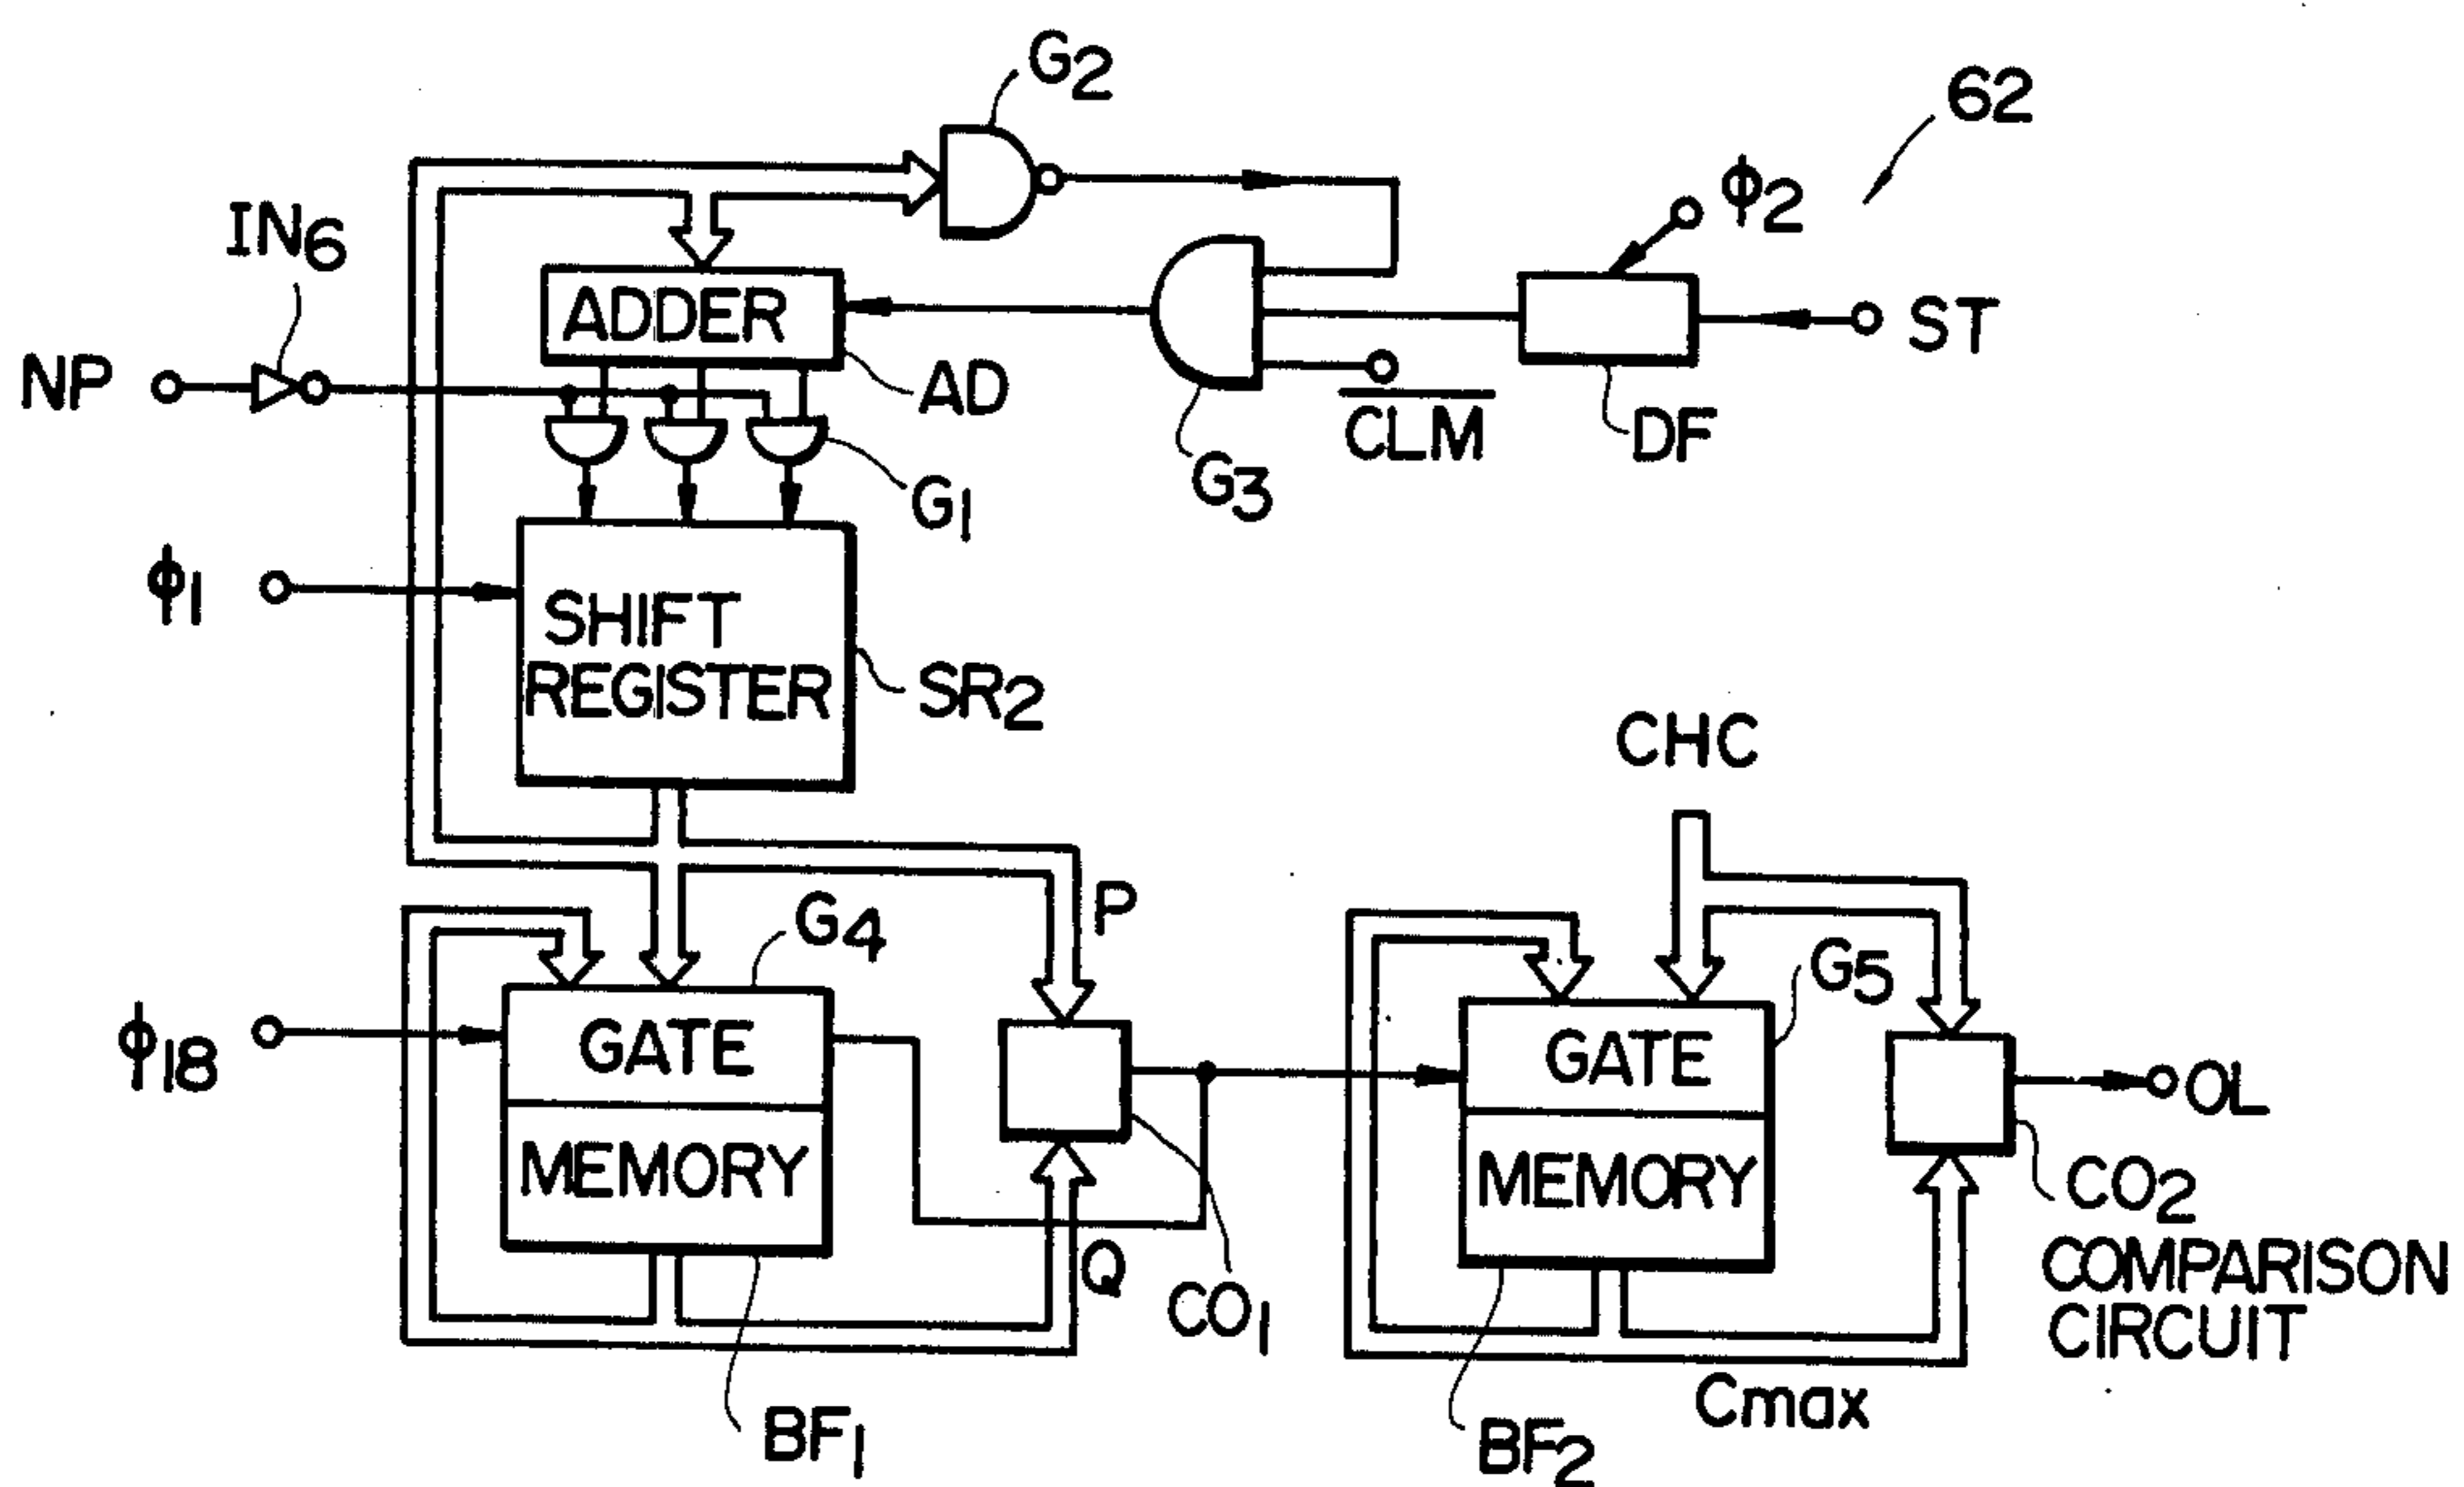 G2
62
ϕ2
IN6
ADDER
ST
NP
AD
CLM
DF
G1
G3
ϕ1
SHIFT
REGISTER
SR2
CHC
P
G4
G5
ϕ18
GATE
GATE
OL
MEMORY
MEMORY
CO2
COMPARISON
CIRCUIT
Q
CO1
Cmax
BF1
BF2